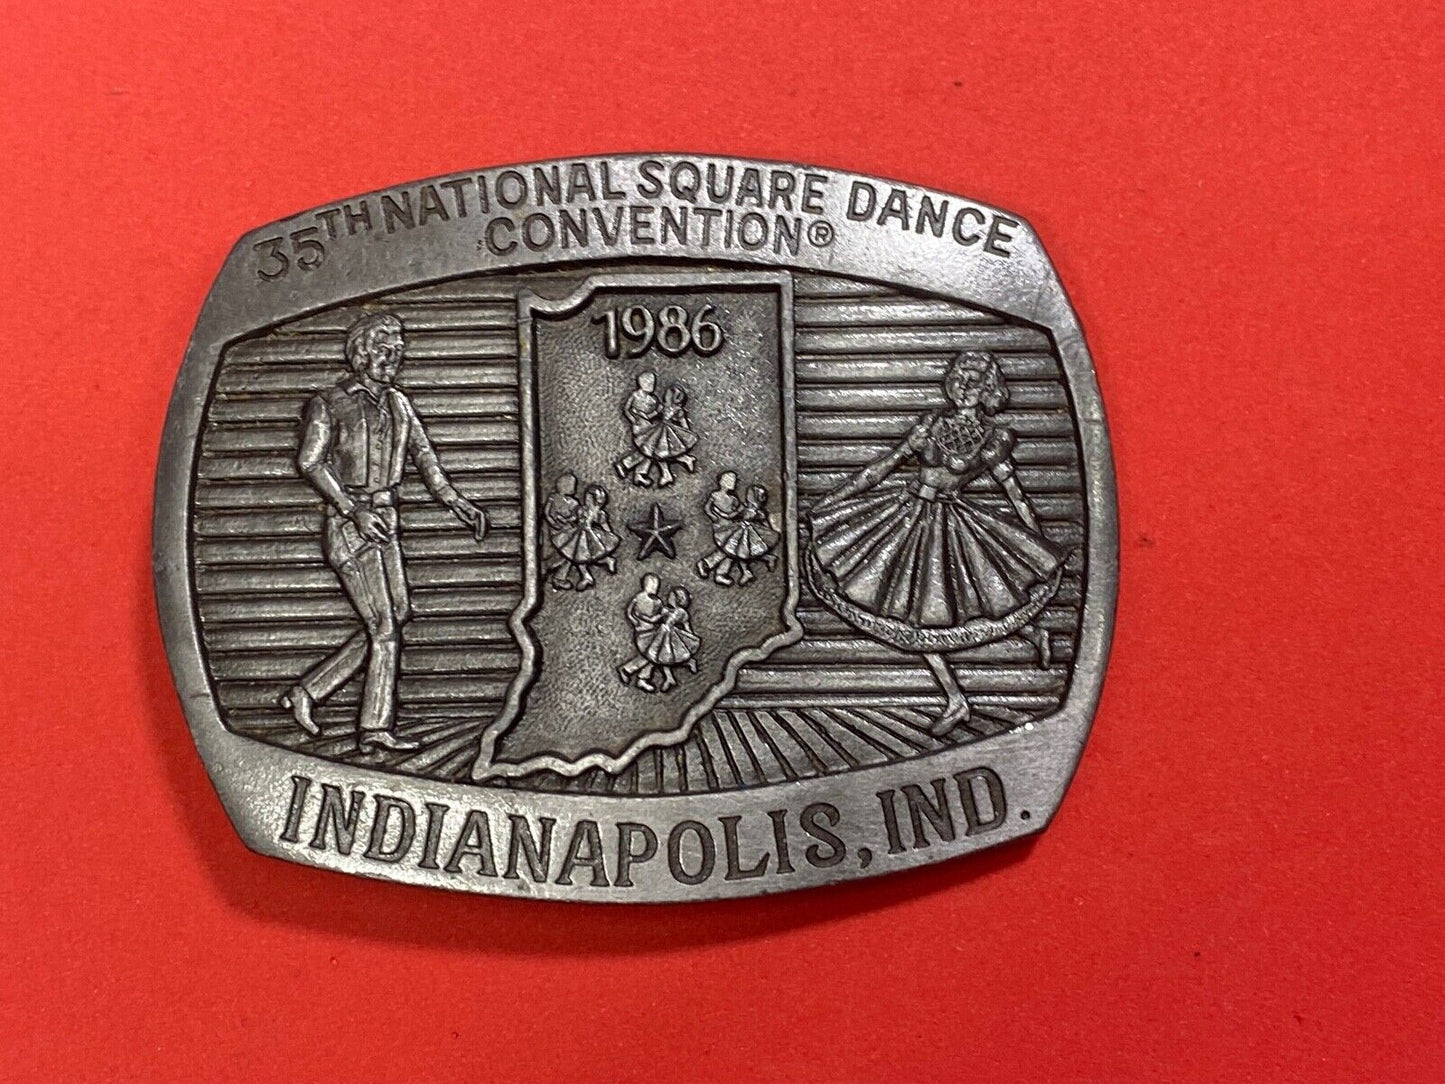 35TH NATIONAL SQUARE DANCE
CONVENTION®
1986
INDIANAPOLIS, IND.